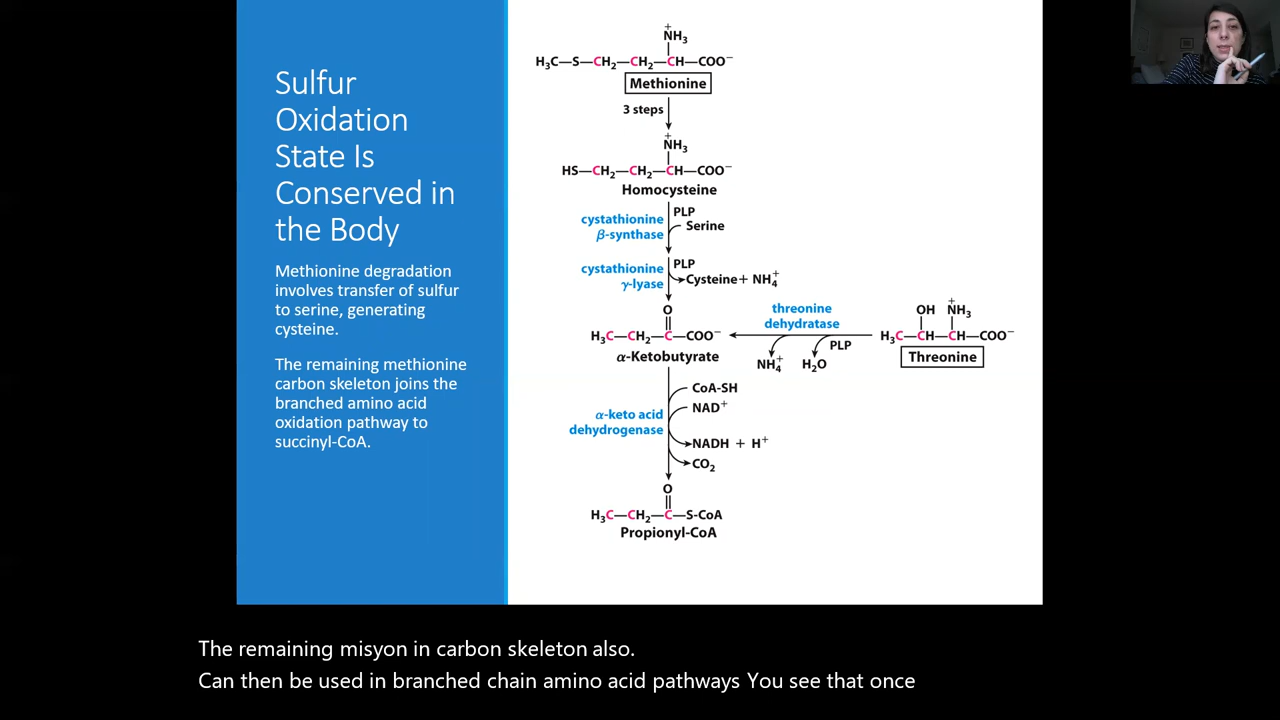 Sulfur
Oxidation
State Is
Conserved in
the Body
Methionine degradation
involves transfer of sulfur
to serine, generating
cysteine.
The remaining methionine
carbon skeleton joins the
branched amino acid
oxidation pathway to
succinyl-CoA.
+
NH3
H3C—S—CH2—CH2—CH—COO−
Methionine
3 steps
+
NH3
HS—CH2—CH2—CH—COO−
Homocysteine
PLP
cystathionine
β-synthase
Serine
PLP
cystathionine
γ-lyase
Cysteine + NH4+
O
H3C—CH2—C—COO−
α-Ketobutyrate
threonine
dehydratase
PLP
NH4+
H2O
OH
+
NH3
H3C—CH—CH—COO−
Threonine
CoA-SH
NAD+
α-keto acid
dehydrogenase
NADH + H+
CO2
O
H3C—CH2—C—S-CoA
Propionyl-CoA
The remaining misyon in carbon skeleton also.
Can then be used in branched chain amino acid pathways You see that once